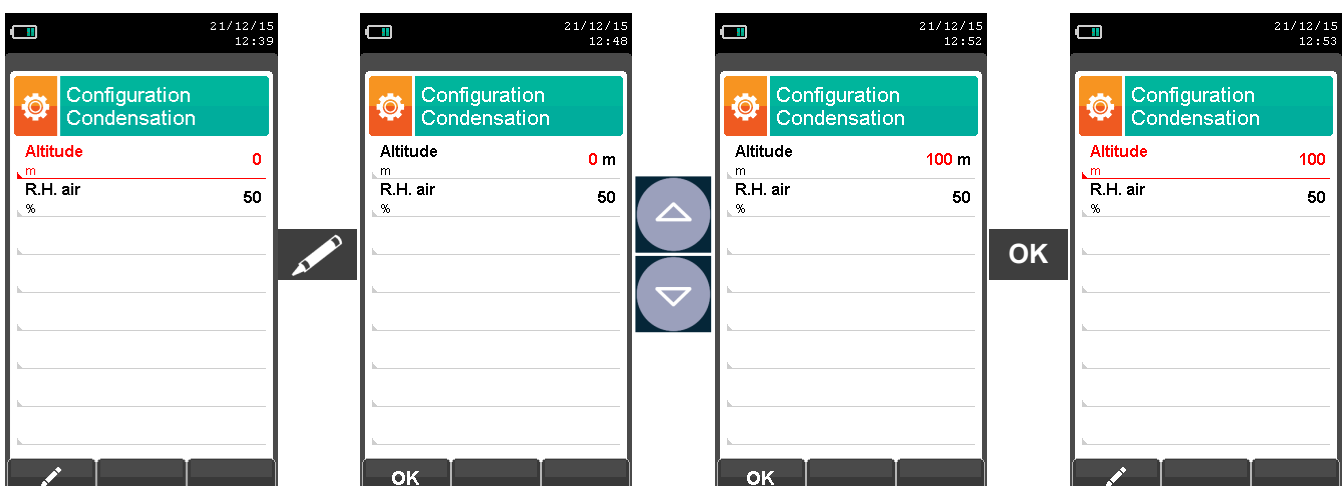 21/12/15
12:39
Configuration
Condensation
Altitude
m
0
R.H. air
%
50
21/12/15
12:48
Configuration
Condensation
Altitude
m
0 m
R.H. air
%
50
OK
21/12/15
12:52
Configuration
Condensation
Altitude
m
100 m
R.H. air
%
50
OK
OK
21/12/15
12:53
Configuration
Condensation
Altitude
m
100
R.H. air
%
50